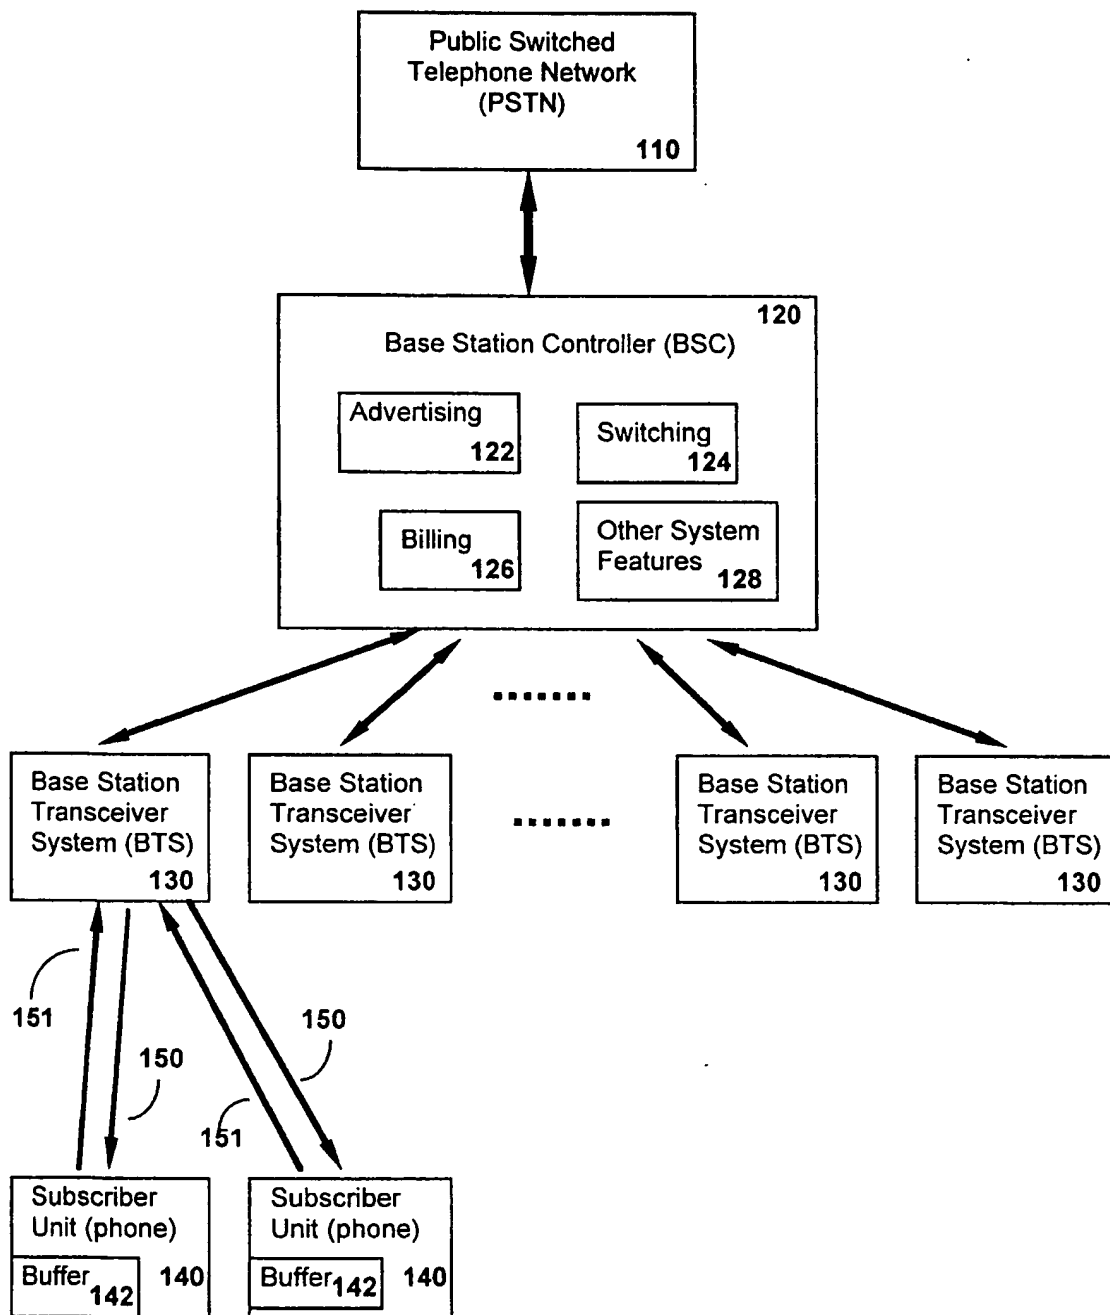 Public Switched
Telephone Network
(PSTN)
110
120
Base Station Controller (BSC)
Advertising
122
Switching
124
Billing
126
Other System
Features
128
Base Station
Transceiver
System (BTS)
130
Base Station
Transceiver
System (BTS)
130
Base Station
Transceiver
System (BTS)
130
Base Station
Transceiver
System (BTS)
130
151
150
150
151
Subscriber
Unit (phone)
Buffer 142
140
Subscriber
Unit (phone)
Buffer 142
140